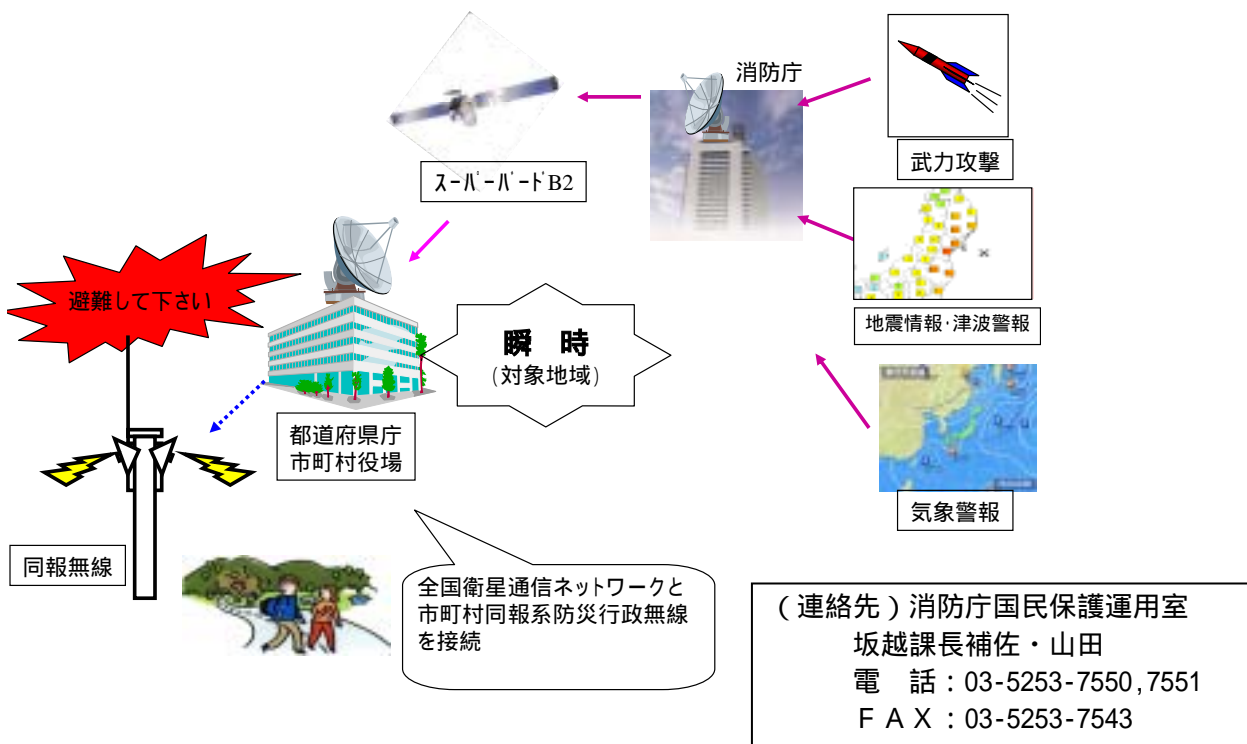 消防庁
武力攻撃
スーパーバードB2
避難して下さい
瞬 時
(対象地域)
地震情報・津波警報
都道府県庁
市町村役場
気象警報
同報無線
全国衛星通信ネットワークと
市町村同報系防災行政無線
を接続
(連絡先)消防庁国民保護運用室
坂越課長補佐・山田
電 話:03-5253-7550,7551
FAX:03-5253-7543